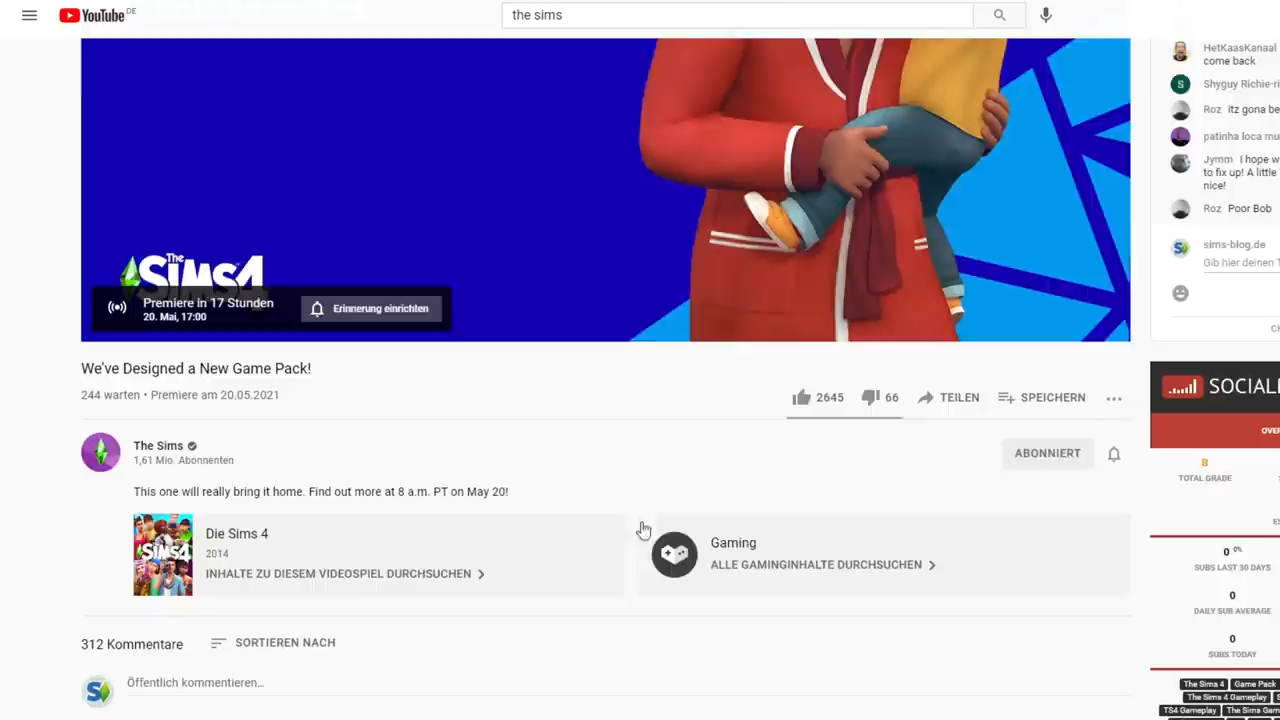 YouTube DE
the sims
The
SiMS4
Premiere in 17 Stunden
20. Mai, 17:00
Erinnerung einrichten
We've Designed a New Game Pack!
244 warten • Premiere am 20.05.2021
2645
66
TEILEN
SPEICHERN
The Sims
1,61 Mio. Abonnenten
ABONNIERT
This one will really bring it home. Find out more at 8 a.m. PT on May 20!
SiMS4
Die Sims 4
2014
INHALTE ZU DIESEM VIDEOSPIEL DURCHSUCHEN
Gaming
ALLE GAMINGINHALTE DURCHSUCHEN
312 Kommentare
SORTIEREN NACH
S
Öffentlich kommentieren...
HetKaasKanaal
come back
S
Shyguy Richie-ri
Roz itz gona be
patinha loca mu
Jymm I hope w
to fix up! A little
nice!
Roz Poor Bob
sims-blog.de
Gib hier deinen T
CH
SOCIAL
OVER
B
TOTAL GRADE
0 0%
SUBS LAST 30 DAYS
0
DAILY SUB AVERAGE
0
SUBS TODAY
The Sims 4 Game Pack
The Sims 4 Gameplay
TS4 Gameplay The Sims Gam